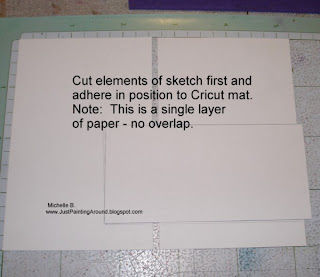 Cut elements of sketch first and
adhere in position to Cricut mat.
Note:  This is a single layer
of paper - no overlap.
Michelle B.
www.JustPaintingAround.blogspot.com